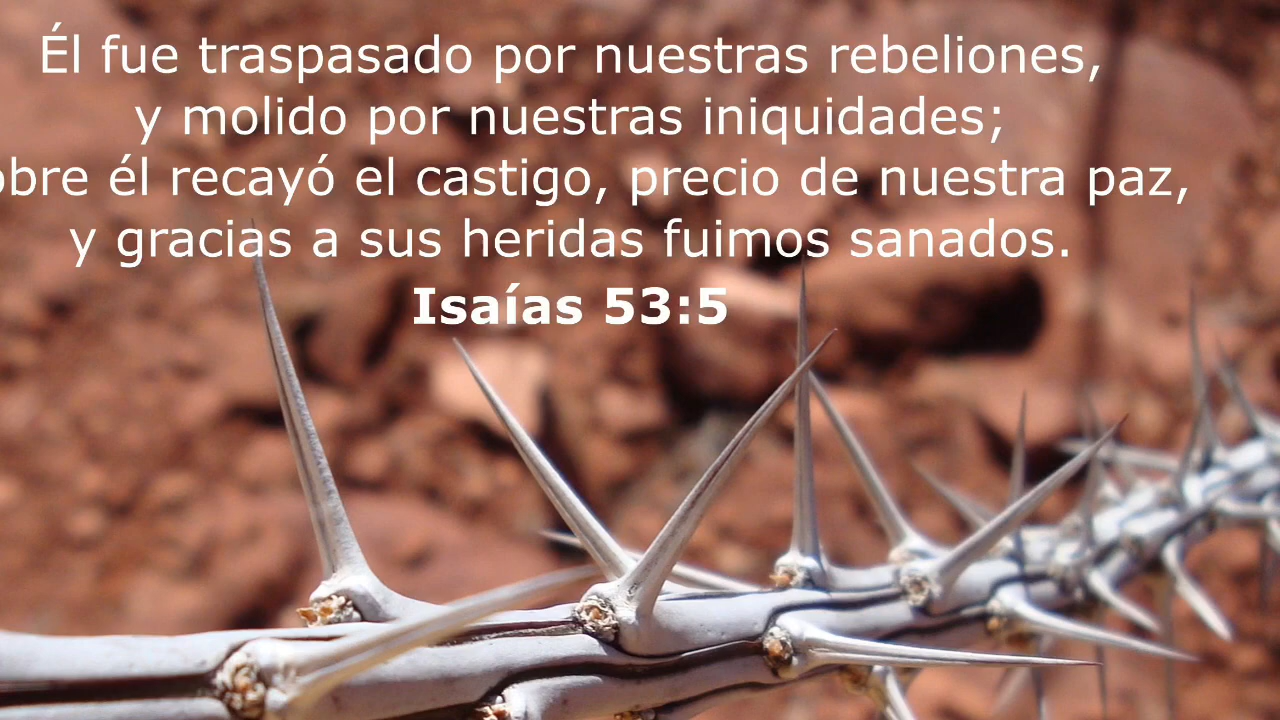 Él fue traspasado por nuestras rebeliones,
y molido por nuestras iniquidades;
obre él recayó el castigo, precio de nuestra paz,
y gracias a sus heridas fuimos sanados.
Isaías 53:5